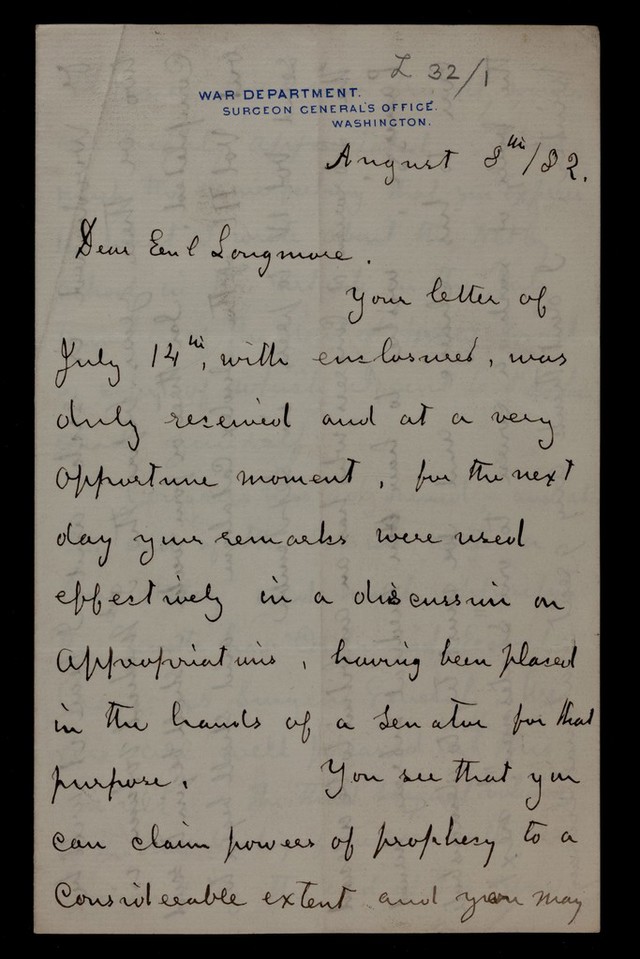 L 32/1
WAR DEPARTMENT.
SURGEON GENERAL'S OFFICE.
WASHINGTON.
August 8th/82.
Dear Genl Longmore.
Your letter of
July 14th, with enclosures, was
duly received and at a very
opportune moment, for the next
day your remarks were used
effectively in a discussion on
Appropriations, having been placed
in the hands of a Senator for that
purpose. You see that you
can claim powers of prophesy to a
Considerable extent and you may